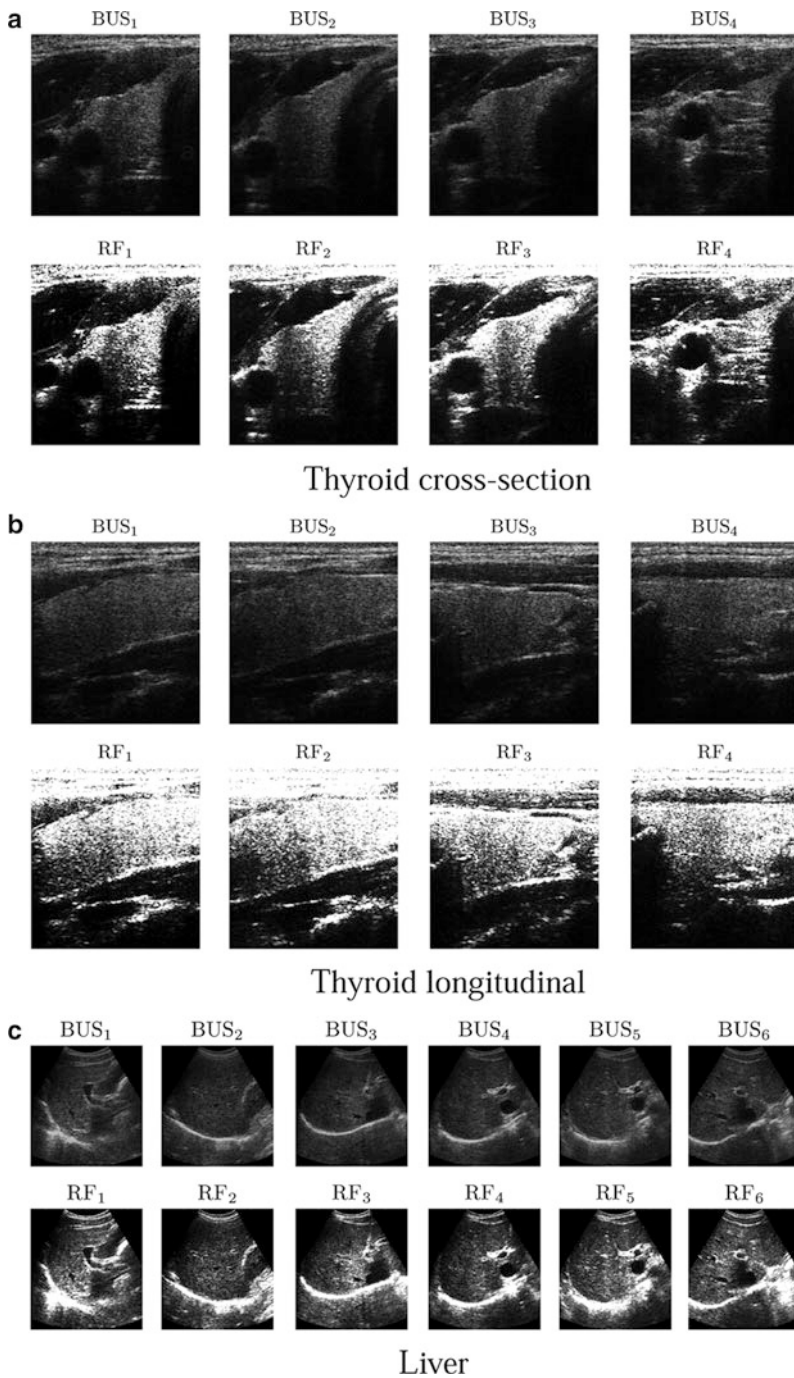 a
BUS₁ BUS₂ BUS₃ BUS₄
RF₁ RF₂ RF₃ RF₄
Thyroid cross-section
b
BUS₁ BUS₂ BUS₃ BUS₄
RF₁ RF₂ RF₃ RF₄
Thyroid longitudinal
c
BUS₁ BUS₂ BUS₃ BUS₄ BUS₅ BUS₆
RF₁ RF₂ RF₃ RF₄ RF₅ RF₆
Liver